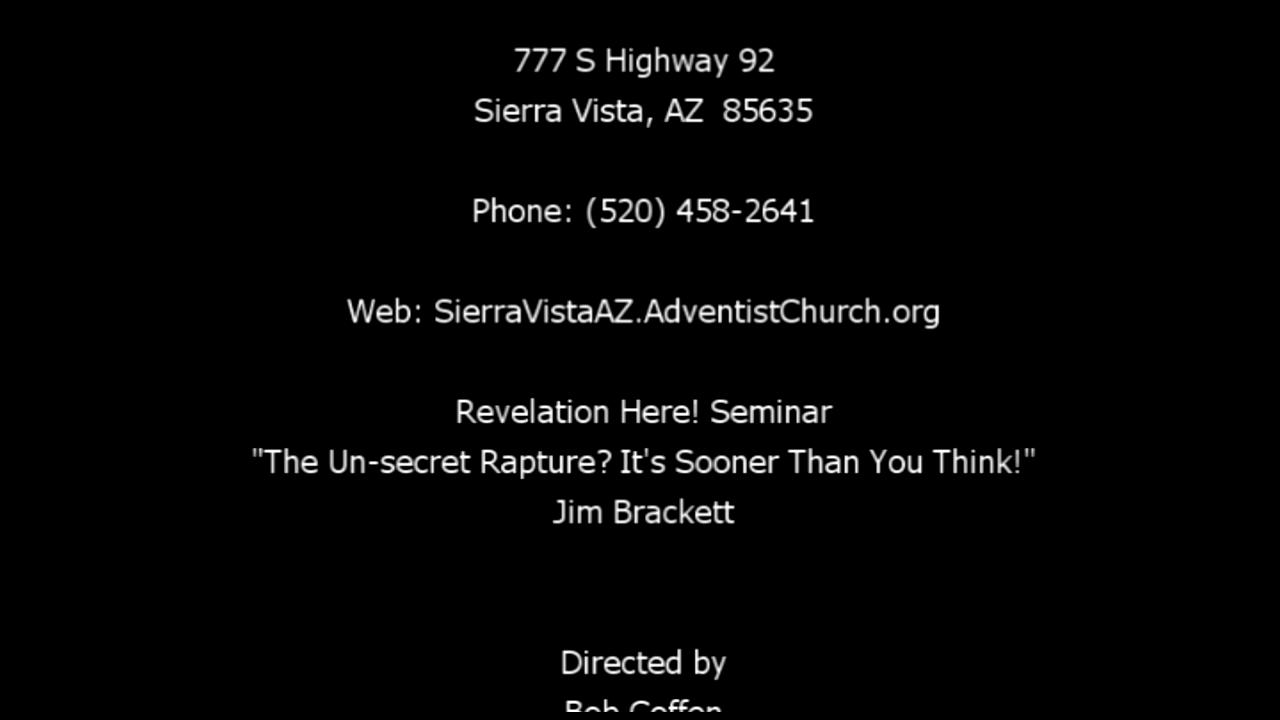 777 S Highway 92
Sierra Vista, AZ  85635
Phone: (520) 458-2641
Web: SierraVistaAZ.AdventistChurch.org
Revelation Here! Seminar
"The Un-secret Rapture? It's Sooner Than You Think!"
Jim Brackett
Directed by
Bob